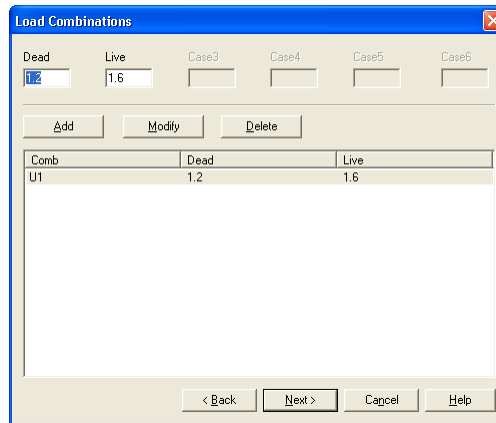 Load Combinations
Dead Live Case3 Case4 Case5 Case6
1.2 1.6
Add Modify Delete
Comb Dead Live
U1 1.2 1.6
< Back Next > Cancel Help